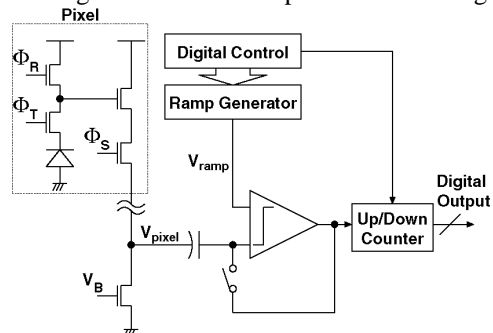 Pixel
Φ_R
Φ_T
Φ_S
V_B
Digital Control
Ramp Generator
V_ramp
V_pixel
Up/Down
Counter
Digital
Output